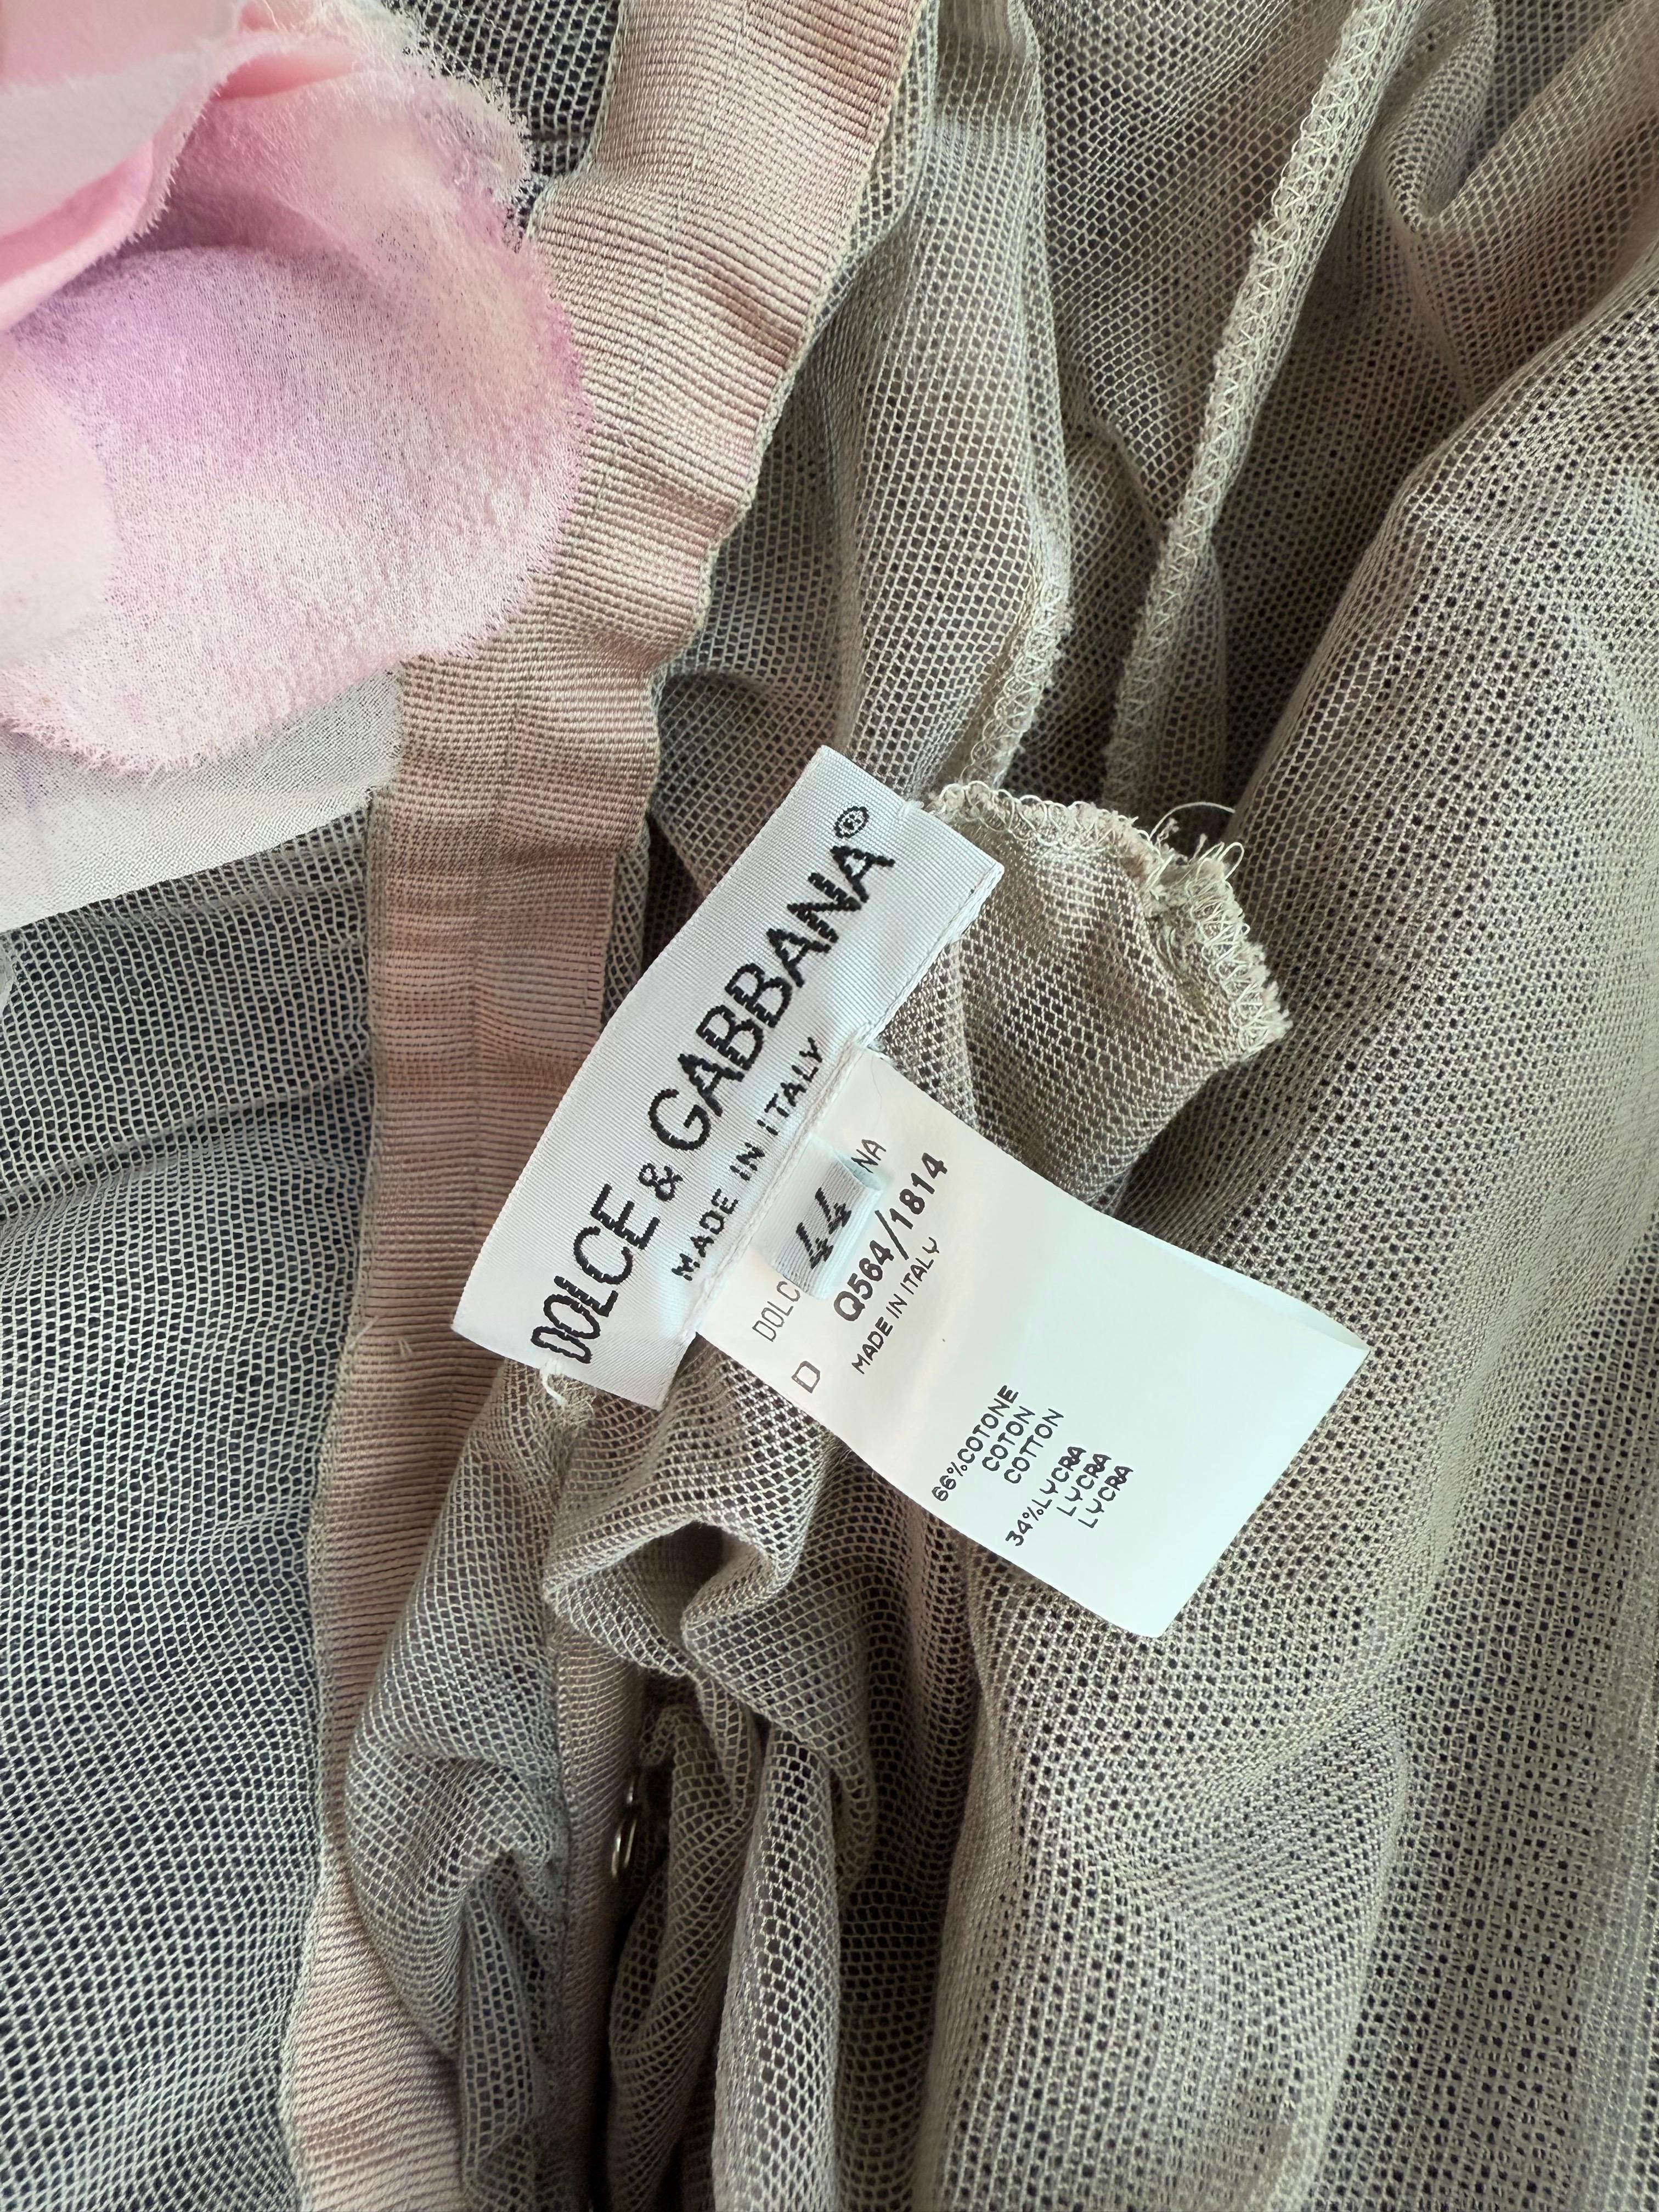 DOLCE & GABBANA®
MADE IN ITALY
44
DOLC NA
D Q564/1814
MADE IN ITALY
66%COTONE
COTON
COTTON
34%LYCRA
LYCRA
LYCRA